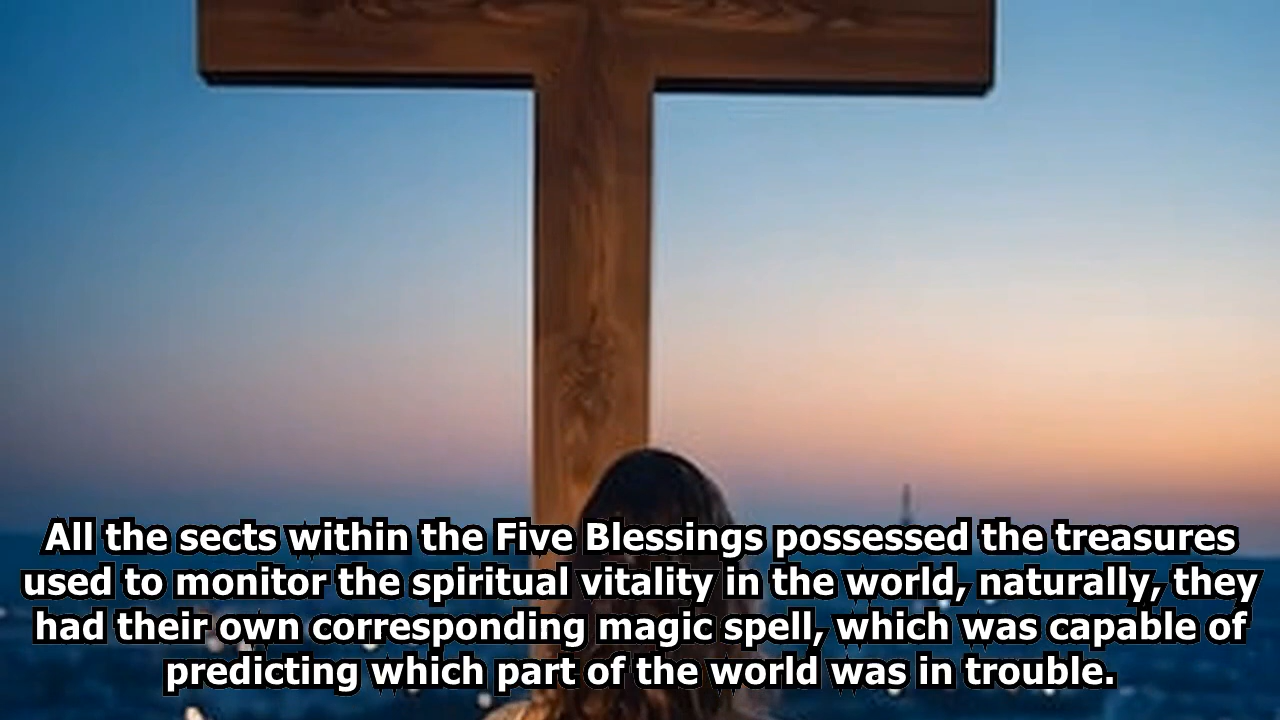 All the sects within the Five Blessings possessed the treasures
used to monitor the spiritual vitality in the world, naturally, they
had their own corresponding magic spell, which was capable of
predicting which part of the world was in trouble.